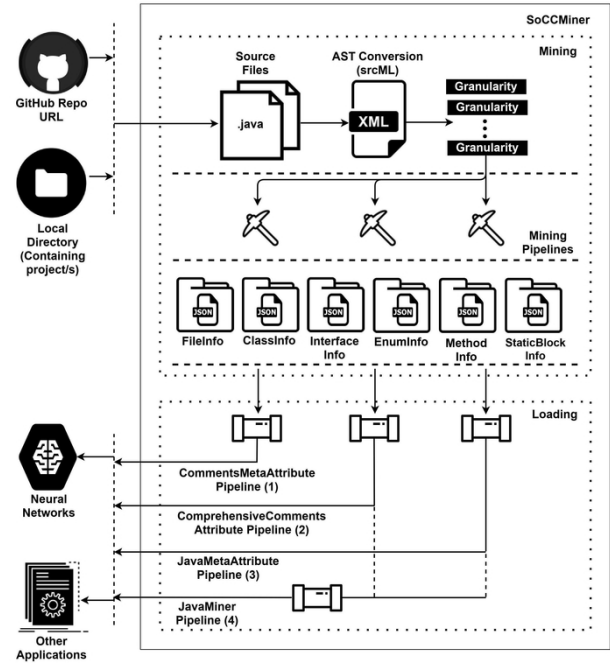 SoCCMiner
Mining
GitHub Repo
URL
Local
Directory
(Containing
project/s)
Source
Files
.java
AST Conversion
(srcML)
XML
Granularity
Granularity
Granularity
Mining
Pipelines
JSON
JSON
JSON
JSON
JSON
JSON
FileInfo
ClassInfo
Interface
Info
EnumInfo
Method
Info
StaticBlock
Info
Loading
Neural
Networks
CommentsMetaAttribute
Pipeline (1)
ComprehensiveComments
Attribute Pipeline (2)
JavaMetaAttribute
Pipeline (3)
JavaMiner
Pipeline (4)
Other
Applications